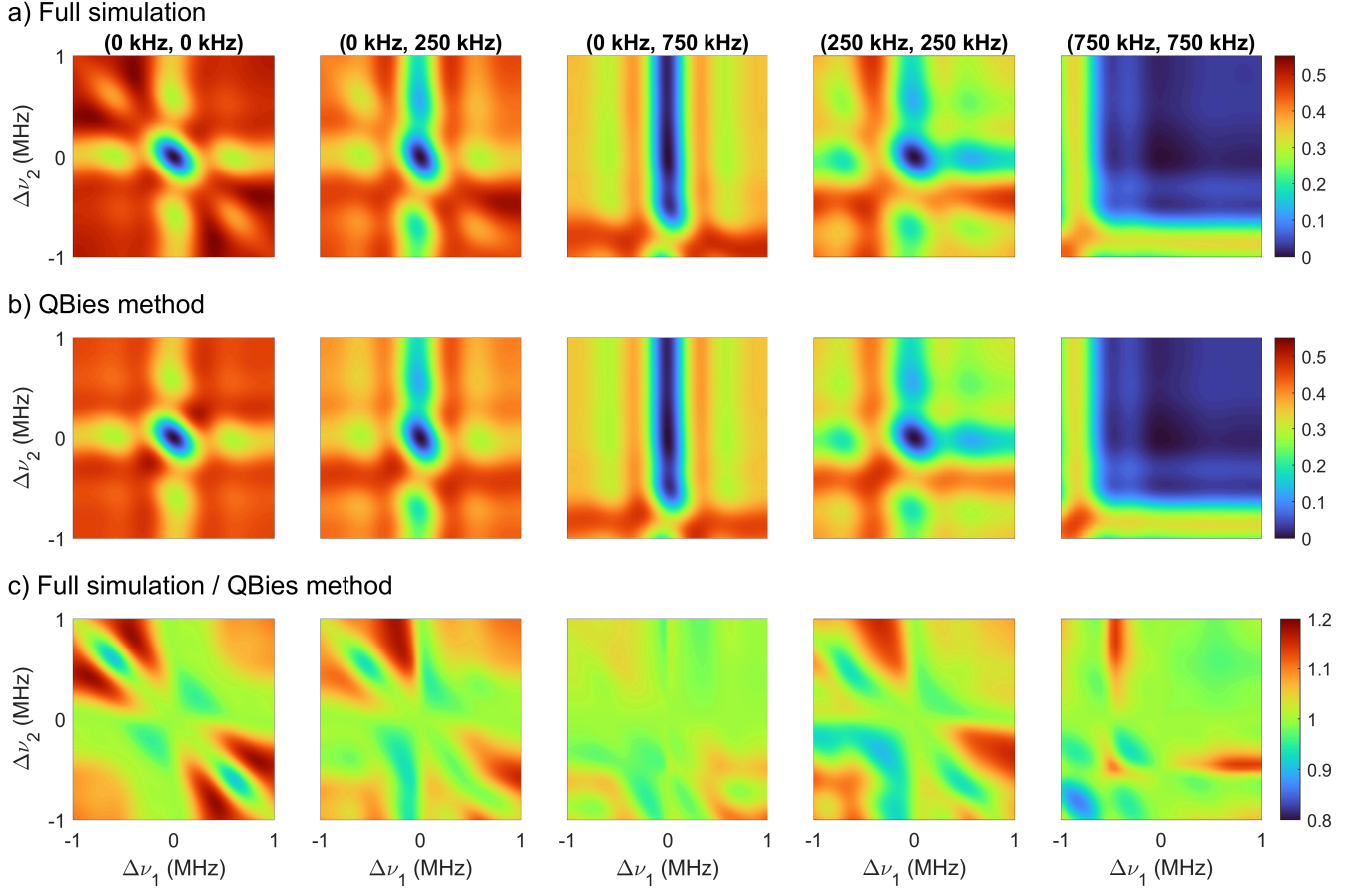 a) Full simulation
(0 kHz, 0 kHz) (0 kHz, 250 kHz) (0 kHz, 750 kHz) (250 kHz, 250 kHz) (750 kHz, 750 kHz)
1
0
-1
Δν2 (MHz)
0.5
0.4
0.3
0.2
0.1
0
b) QBies method
1
0
-1
Δν2 (MHz)
0.5
0.4
0.3
0.2
0.1
0
c) Full simulation / QBies method
1
0
-1
Δν2 (MHz)
1.2
1.1
1
0.9
0.8
-1 0 1 -1 0 1 -1 0 1 -1 0 1 -1 0 1
Δν1 (MHz) Δν1 (MHz) Δν1 (MHz) Δν1 (MHz) Δν1 (MHz)